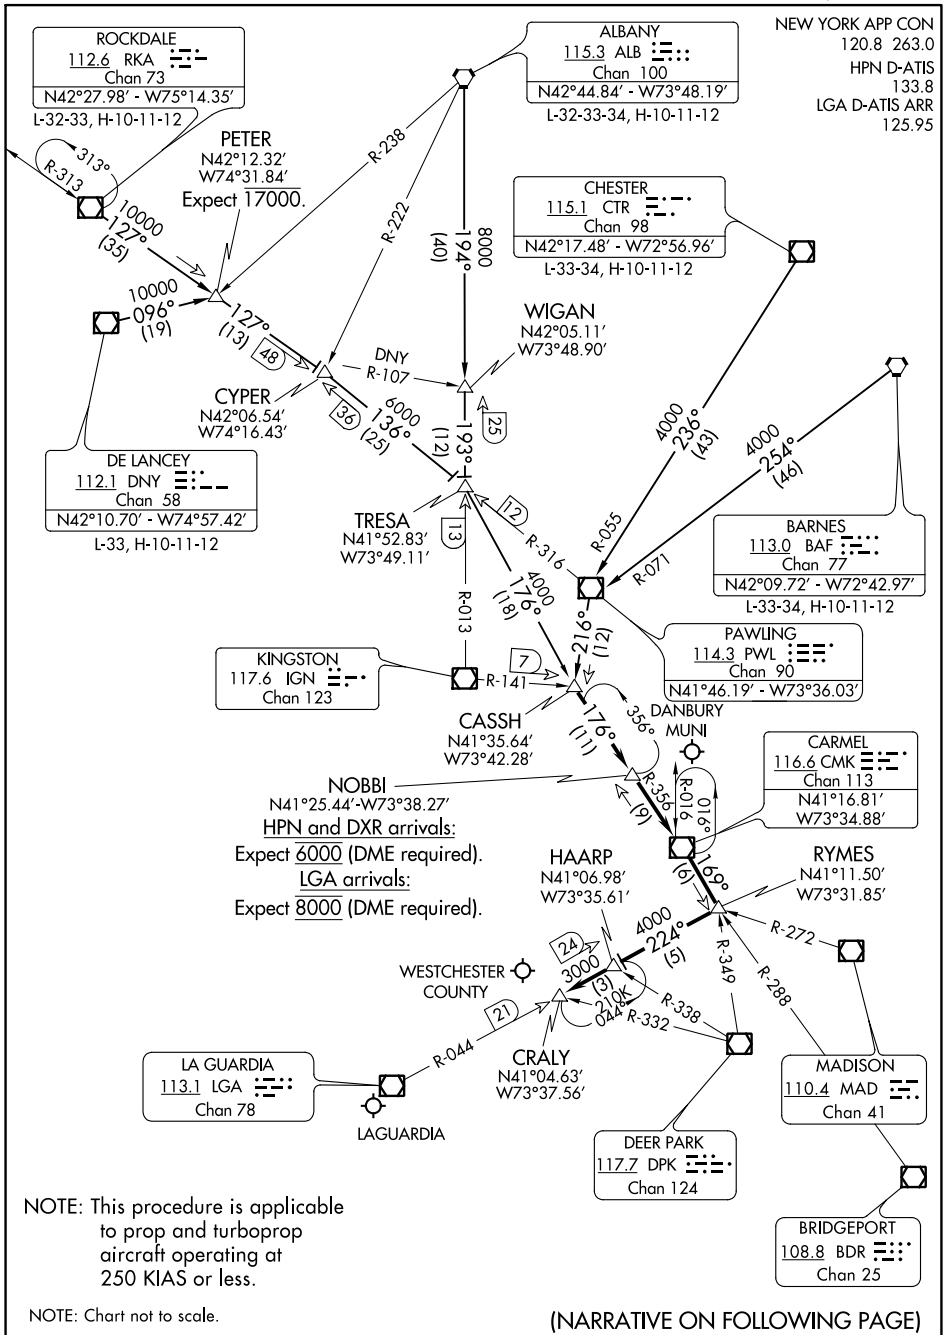 NEW YORK APP CON
120.8 263.0
HPN D-ATIS
133.8
LGA D-ATIS ARR
125.95
ROCKDALE
112.6 RKA
Chan 73
N42°27.98' - W75°14.35'
L-32-33, H-10-11-12
ALBANY
115.3 ALB
Chan 100
N42°44.84' - W73°48.19'
L-32-33-34, H-10-11-12
PETER
N42°12.32'
W74°31.84'
Expect 17000.
R-313
313°
R-238
R-222
10000
127°
(35)
8000
194°
(40)
CHESTER
115.1 CTR
Chan 98
N42°17.48' - W72°56.96'
L-33-34, H-10-11-12
10000
096°
(19)
127°
(13)
48
WIGAN
N42°05.11'
W73°48.90'
DNY
R-107
CYPER
N42°06.54'
W74°16.43'
36
6000
136°
(25)
193°
(12)
25
4000
236°
(43)
4000
254°
(46)
DE LANCEY
112.1 DNY
Chan 58
N42°10.70' - W74°57.42'
L-33, H-10-11-12
TRESA
N41°52.83'
W73°49.11'
13
12
R-316
R-055
R-071
BARNES
113.0 BAF
Chan 77
N42°09.72' - W72°42.97'
L-33-34, H-10-11-12
R-013
4000
176°
(18)
216°
(12)
PAWLING
114.3 PWL
Chan 90
N41°46.19' - W73°36.03'
KINGSTON
117.6 IGN
Chan 123
R-141
7
CASSH
N41°35.64'
W73°42.28'
176°
(11)
356°
DANBURY
MUNI
CARMEL
116.6 CMK
Chan 113
N41°16.81'
W73°34.88'
NOBBI
N41°25.44'-W73°38.27'
R-356
(9)
R-016
016°
HPN and DXR arrivals:
Expect 6000 (DME required).
LGA arrivals:
Expect 8000 (DME required).
HAARP
N41°06.98'
W73°35.61'
169°
(6)
RYMES
N41°11.50'
W73°31.85'
4000
224°
(5)
R-272
R-349
R-288
WESTCHESTER
COUNTY
24
3000
(3)
210K
044°
R-338
R-332
21
R-044
CRALY
N41°04.63'
W73°37.56'
LA GUARDIA
113.1 LGA
Chan 78
LAGUARDIA
MADISON
110.4 MAD
Chan 41
DEER PARK
117.7 DPK
Chan 124
BRIDGEPORT
108.8 BDR
Chan 25
NOTE: This procedure is applicable
to prop and turboprop
aircraft operating at
250 KIAS or less.
NOTE: Chart not to scale.
(NARRATIVE ON FOLLOWING PAGE)